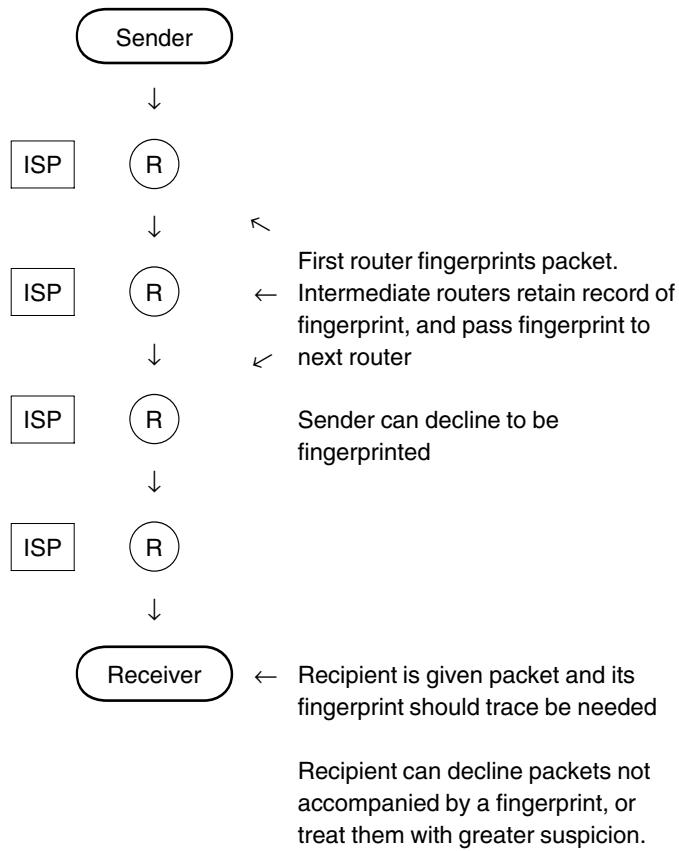 Sender
↓
ISP R
↓ ↖
First router fingerprints packet.
ISP R ← Intermediate routers retain record of
fingerprint, and pass fingerprint to
↓ ↙ next router
ISP R Sender can decline to be
fingerprinted
↓
ISP R
↓
Receiver ← Recipient is given packet and its
fingerprint should trace be needed
Recipient can decline packets not
accompanied by a fingerprint, or
treat them with greater suspicion.